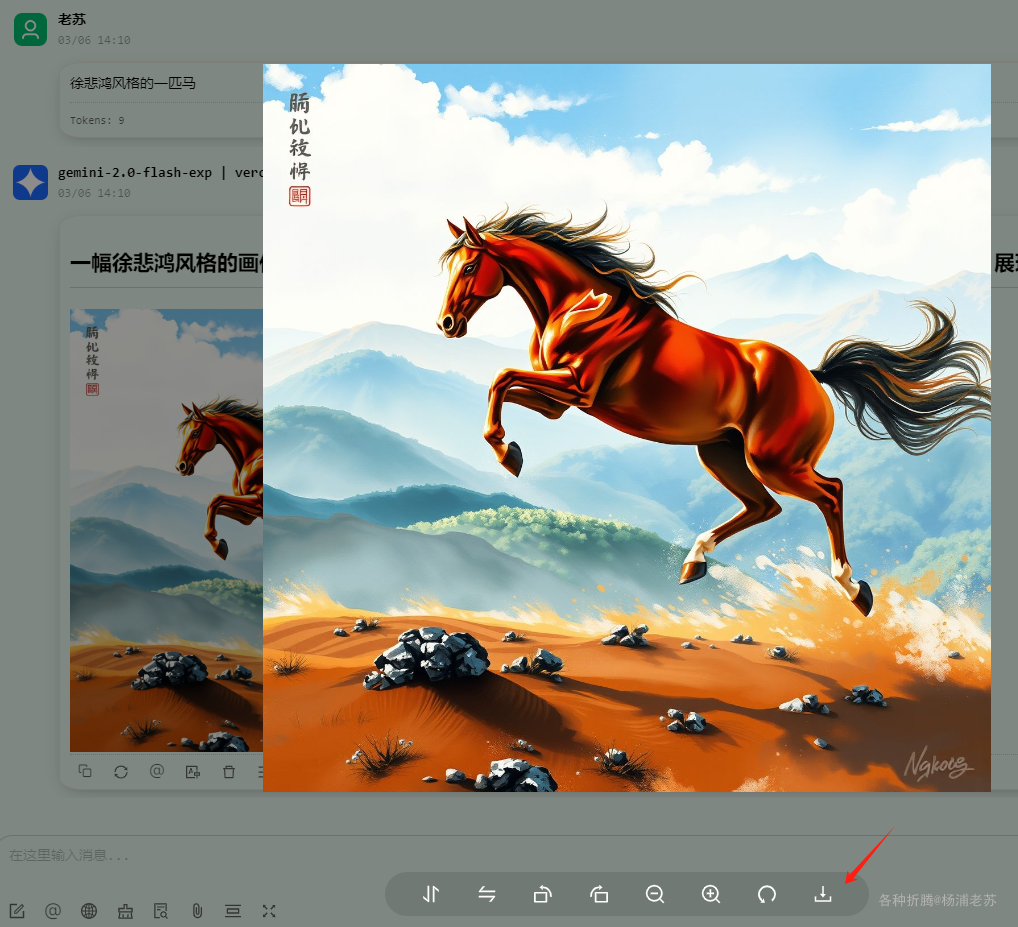 老苏
03/06 14:10
徐悲鸿风格的一匹马
Tokens: 9
gemini-2.0-flash-exp | verc
03/06 14:10
一幅徐悲鸿风格的画
展
在这里输入消息...
各种折腾@杨浦老苏